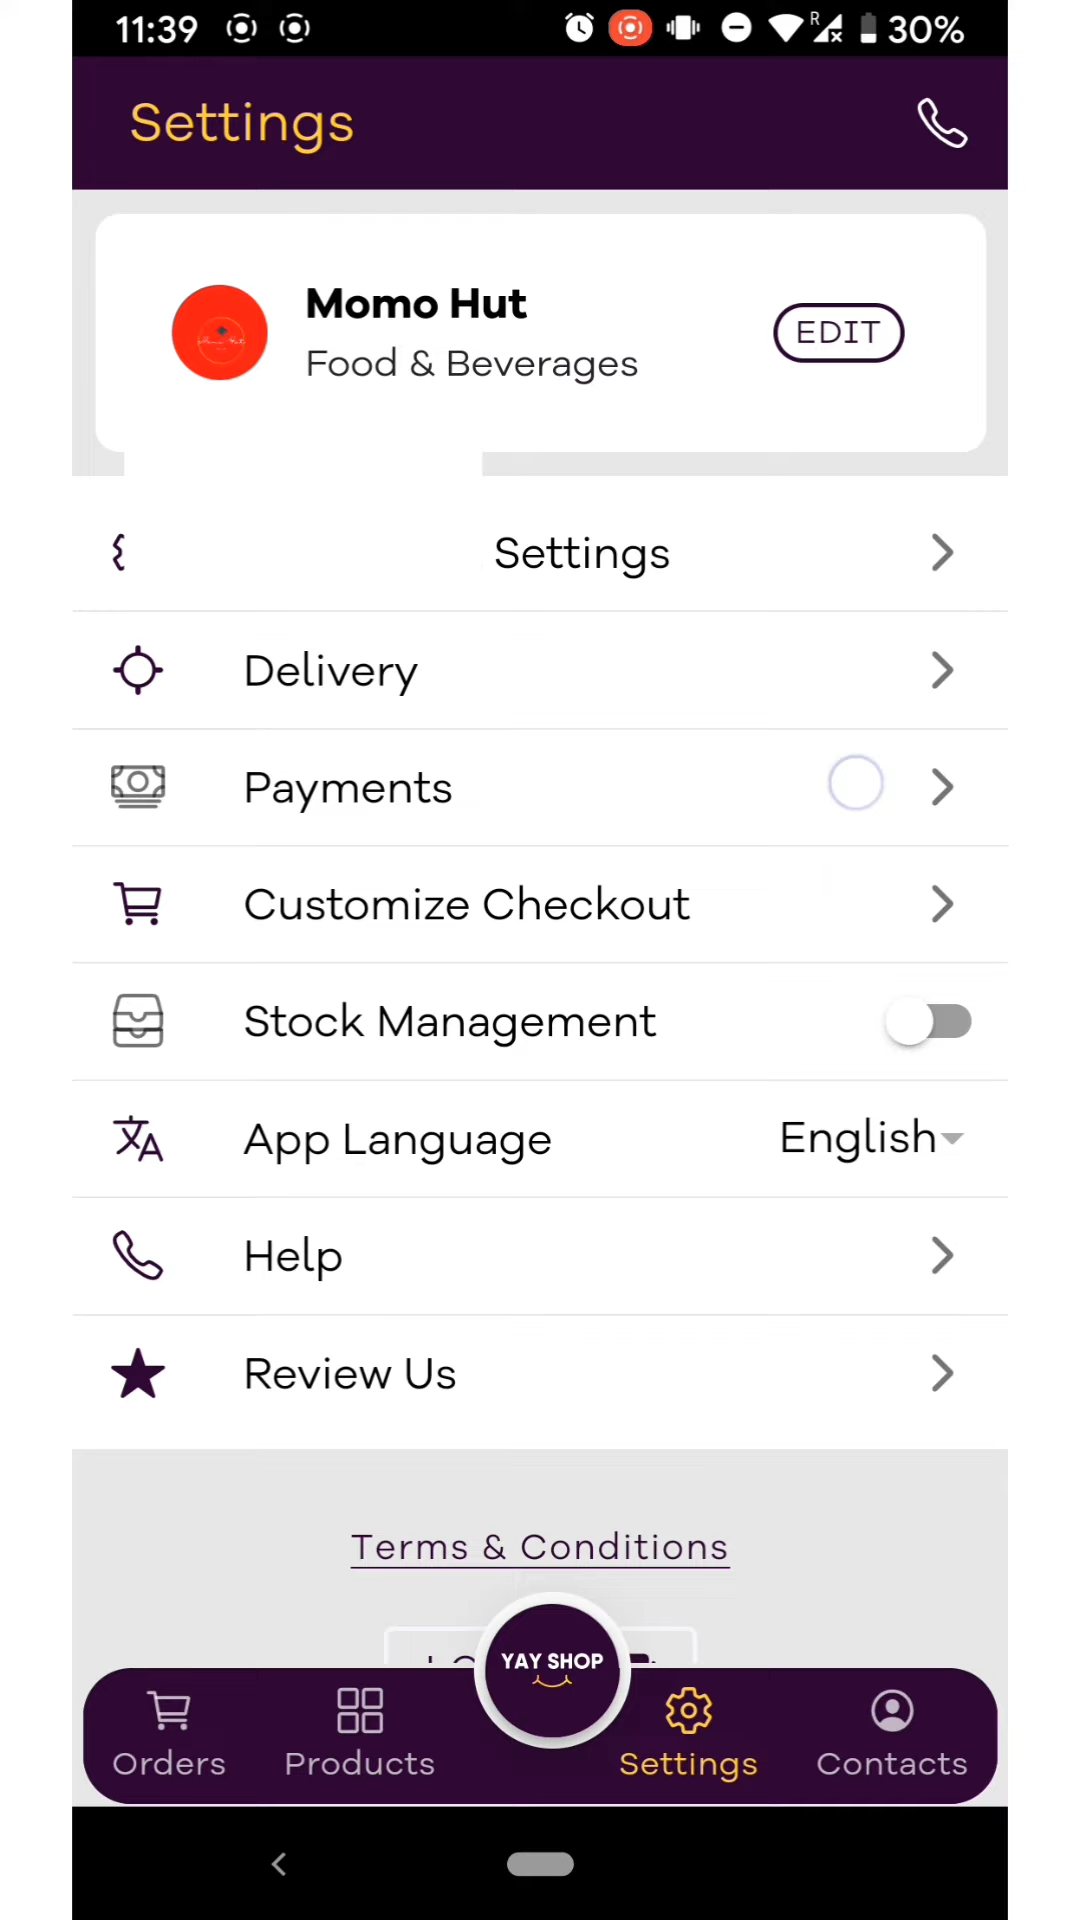 11:39
R
30%
Settings
Momo Hut
EDIT
Food & Beverages
Settings
Delivery
Payments
Customize Checkout
Stock Management
App Language
English
Help
Review Us
Terms & Conditions
YAY SHOP
Orders
Products
Settings
Contacts